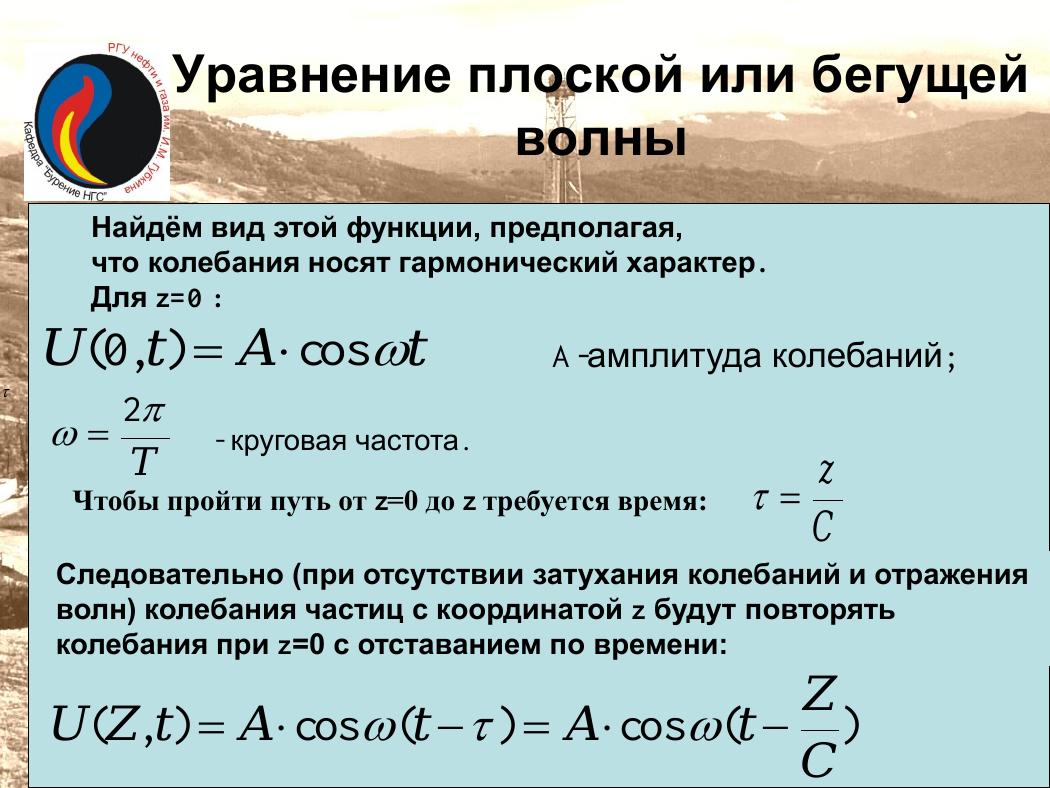 РГУ нефти и газа им. И.М. Губкина
Кафедра "Бурение НГС"
Уравнение плоской или бегущей
волны
Найдём вид этой функции, предполагая,
что колебания носят гармонический характер.
Для z=0 :
U(0,t) = A· cosωt
A -амплитуда колебаний;
τ
ω = 2π/T
- круговая частота.
Чтобы пройти путь от z=0 до z требуется время:
τ = z/C
Следовательно (при отсутствии затухания колебаний и отражения
волн) колебания частиц с координатой z будут повторять
колебания при z=0 с отставанием по времени:
U(Z,t) = A· cosω(t − τ) = A· cosω(t − Z/C)